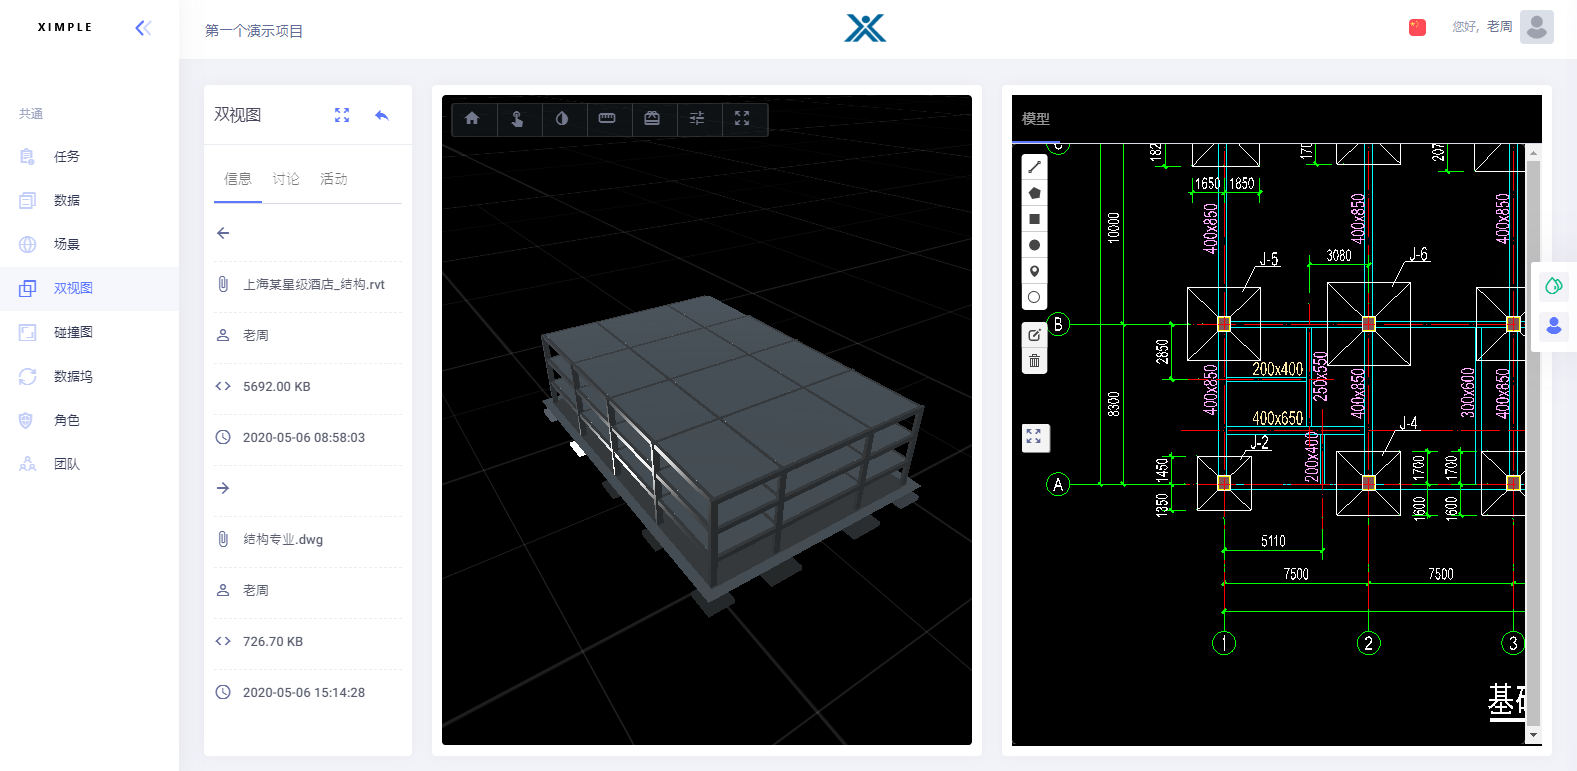 XIMPLE
第一个演示项目
您好, 老周
共通
任务
数据
场景
双视图
碰撞图
数据坞
角色
团队
双视图
信息
讨论
活动
上海某星级酒店_结构.rvt
老周
5692.00 KB
2020-05-06 08:58:03
结构专业.dwg
老周
726.70 KB
2020-05-06 15:14:28
模型
1650
1850
10000
400x850
400x850
400x850
J-5
3080
J-6
B
2850
8300
200x400
250x550
400x850
400x850
300x600
400x850
400x650
J-2
J-4
200x400
A
1450
1350
1700
1700
1600
1600
5110
7500
7500
1
2
3